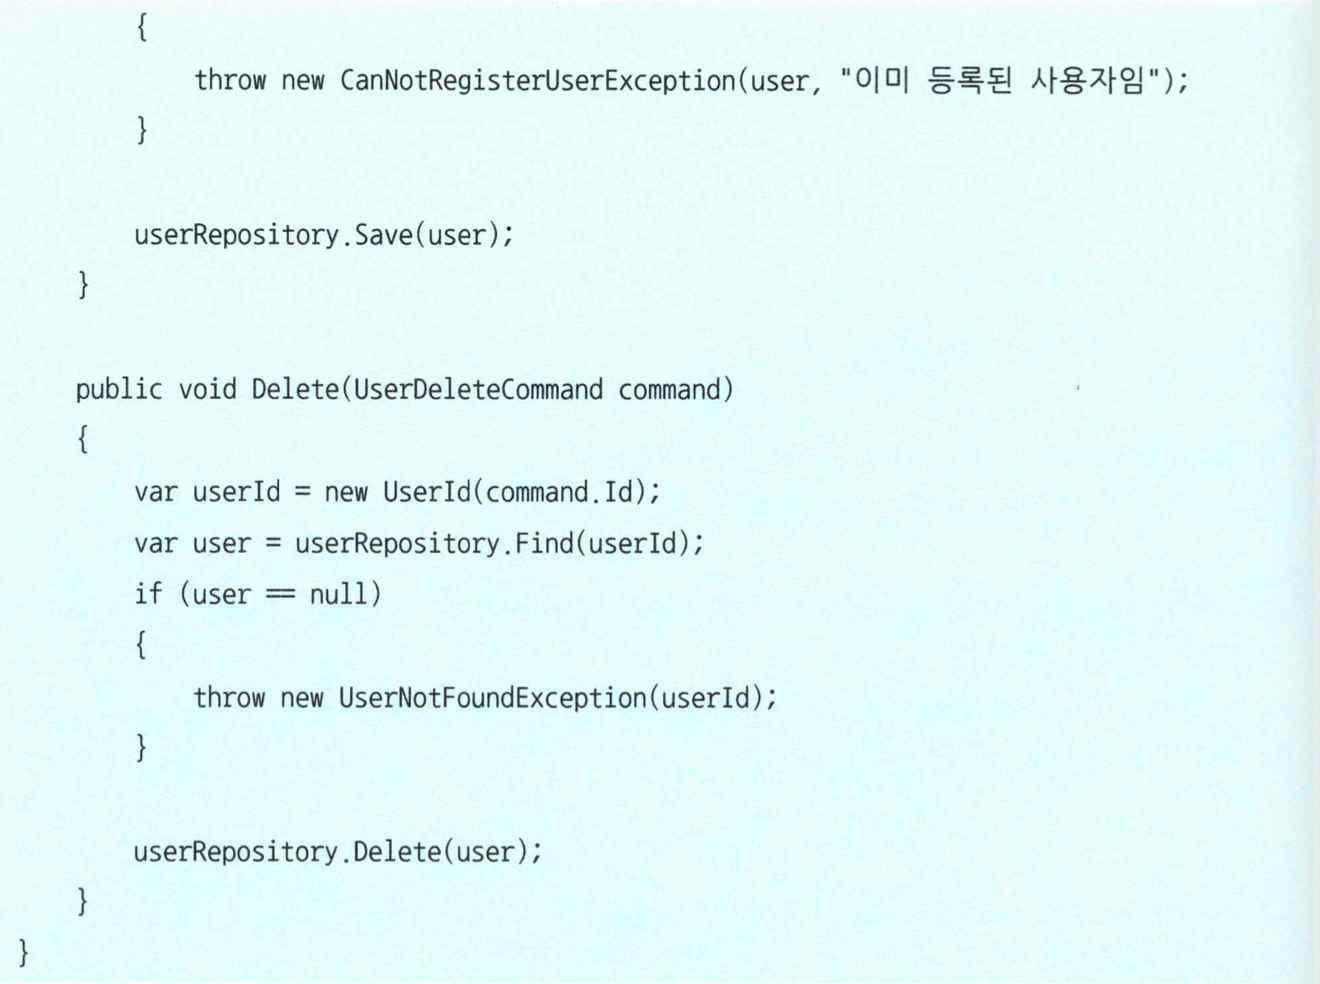 {
            throw new CanNotRegisterUserException(user, "이미 등록된 사용자임");
        }

        userRepository.Save(user);
    }

    public void Delete(UserDeleteCommand command)
    {
        var userId = new UserId(command.Id);
        var user = userRepository.Find(userId);
        if (user == null)
        {
            throw new UserNotFoundException(userId);
        }

        userRepository.Delete(user);
    }
}